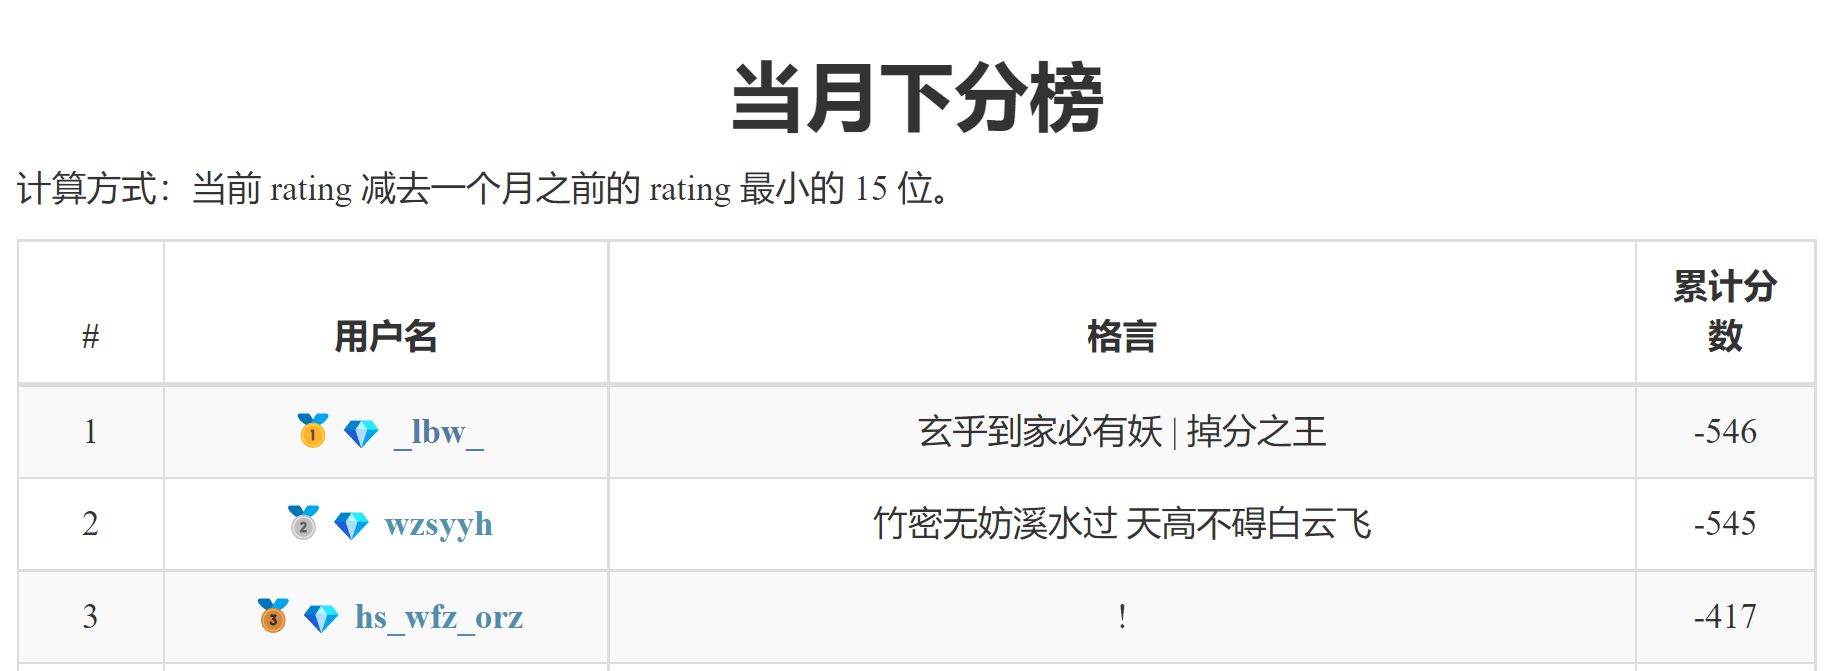 当月下分榜
计算方式：当前 rating 减去一个月之前的 rating 最小的 15 位。
# 用户名 格言 累计分
数
1 _lbw_ 玄乎到家必有妖 | 掉分之王 -546
2 wzsyyh 竹密无妨溪水过 天高不碍白云飞 -545
3 hs_wfz_orz ! -417